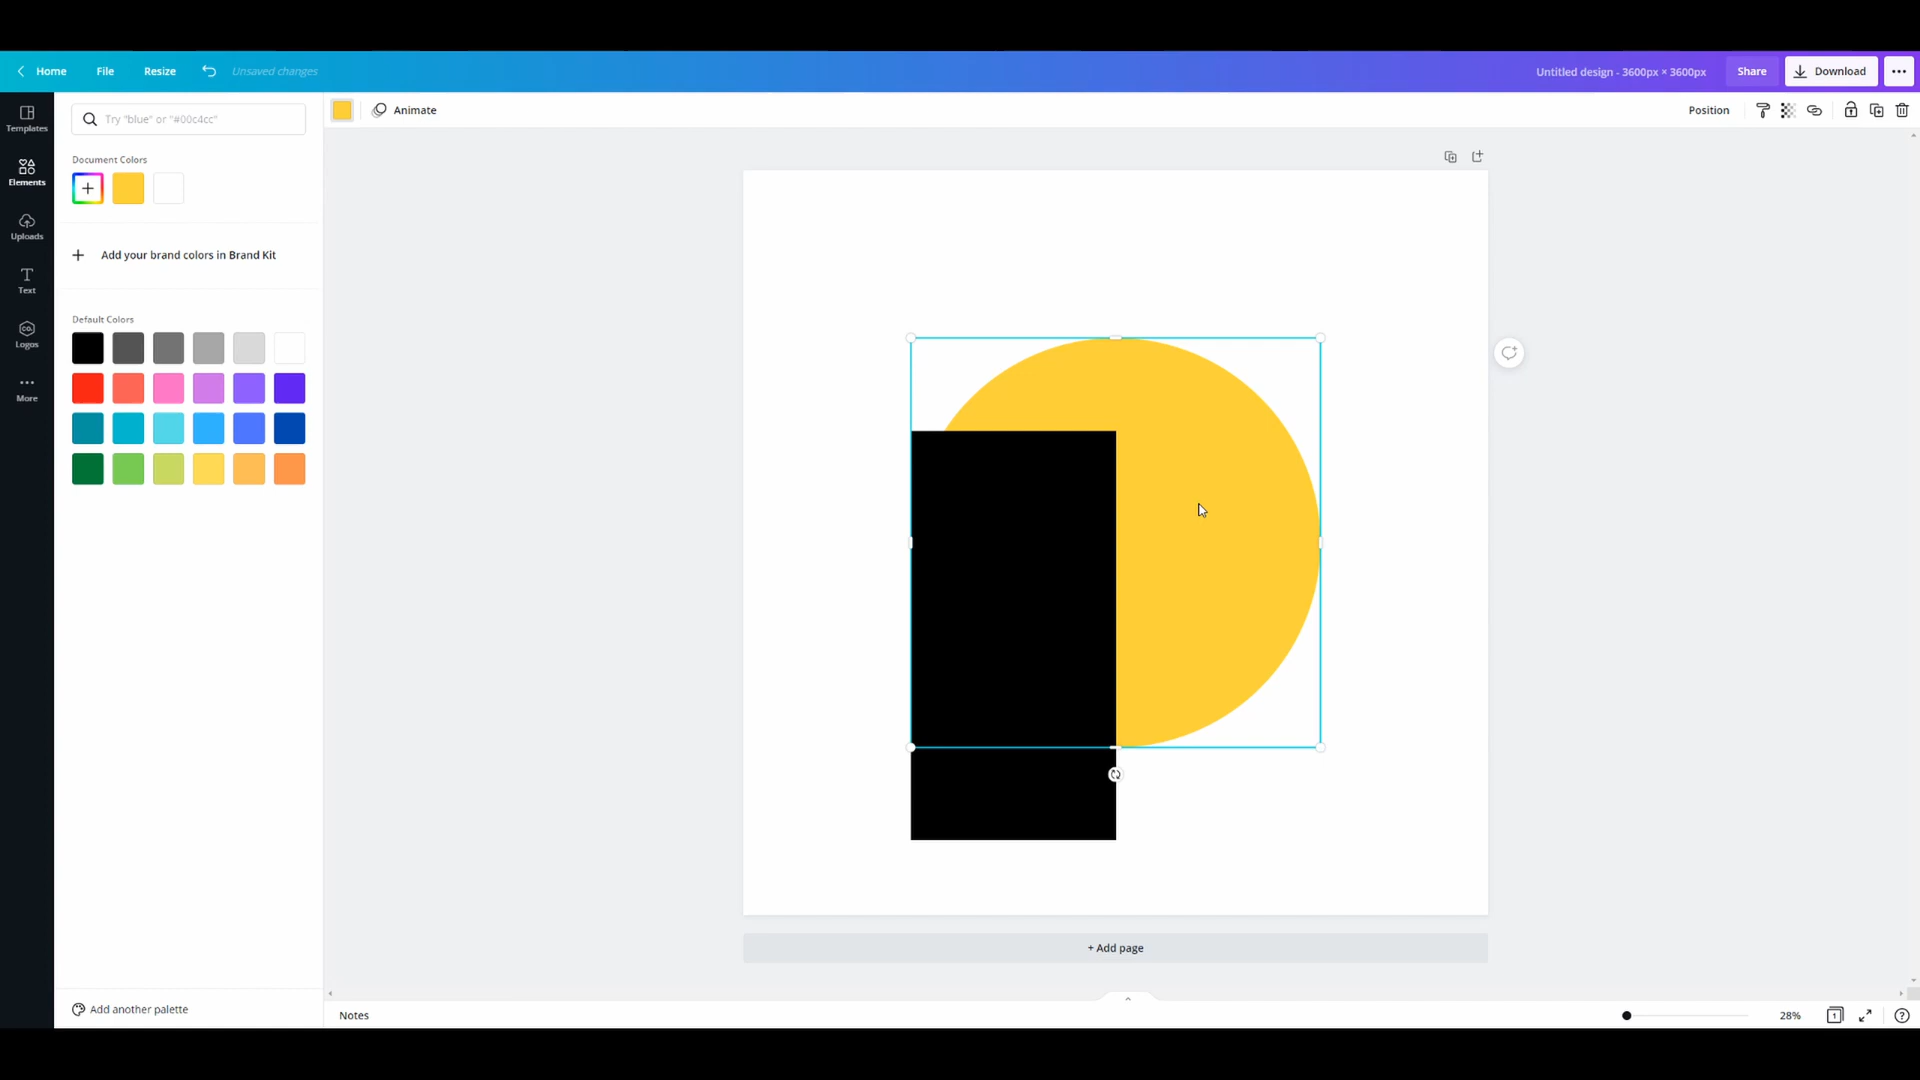 Home File Resize Unsaved changes Untitled design - 3600px × 3600px Share Download
Templates
Elements
Uploads
Text
CO.
Logos
More
Try "blue" or "#00c4cc"
Document Colors
Add your brand colors in Brand Kit
Default Colors
Add another palette
Animate
Position
+ Add page
Notes
28%
1
?